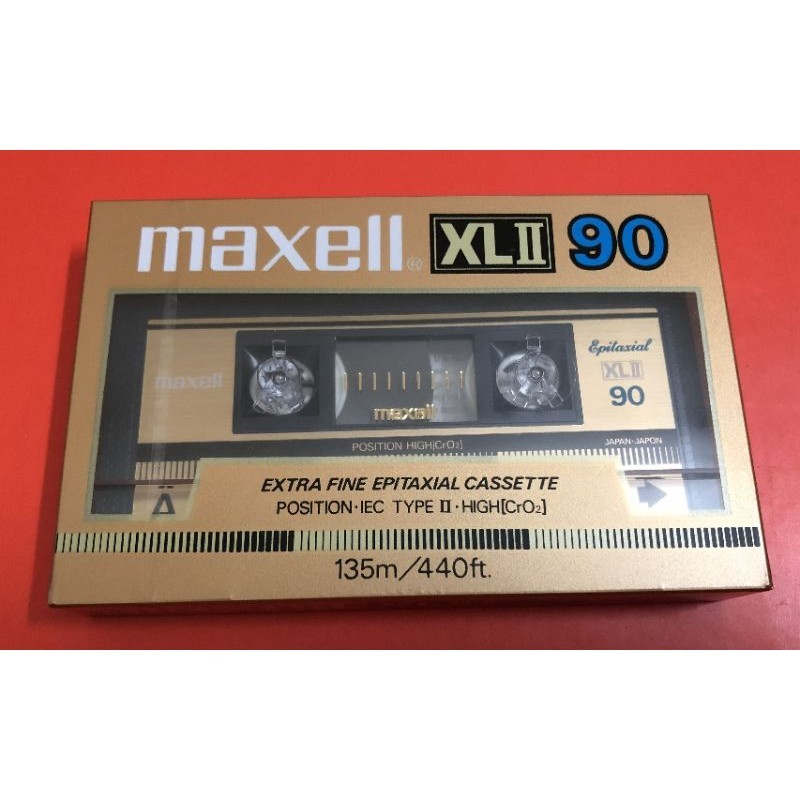 maxell® XLII 90
Epitaxial
maxell XLII
90
maxell
POSITION HIGH[CrO₂]
JAPAN·JAPON
EXTRA FINE EPITAXIAL CASSETTE
A
POSITION·IEC TYPE II·HIGH[CrO₂]
135m/440ft.